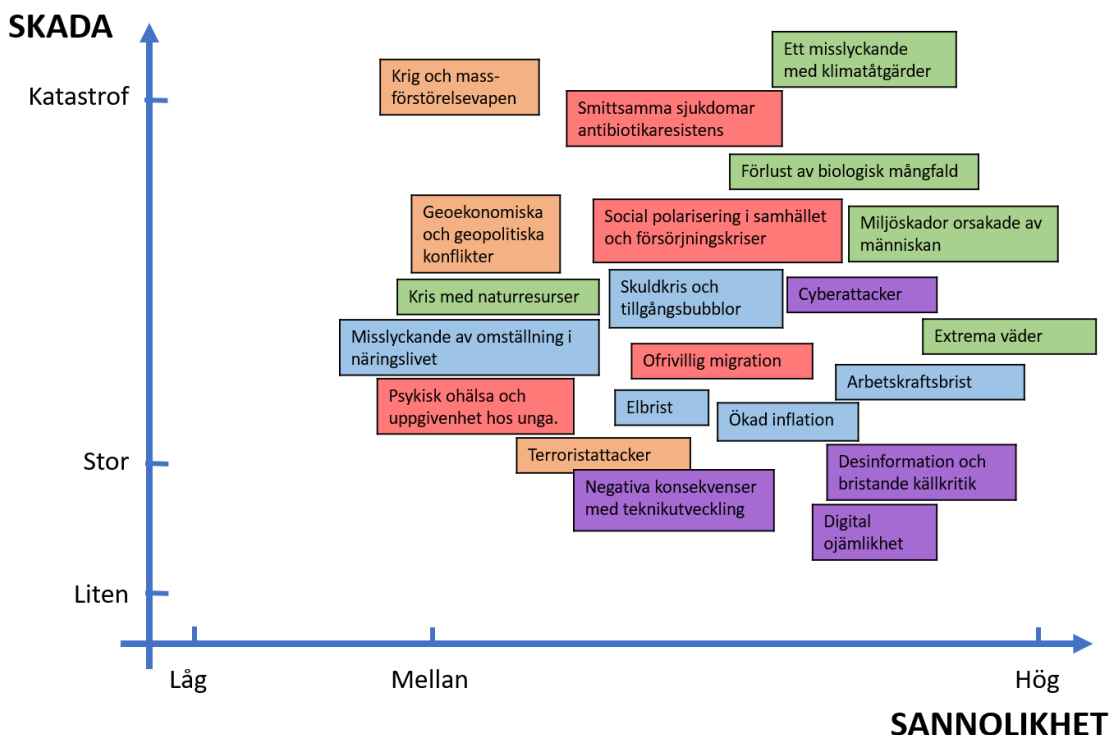 SKADA
Ett misslyckande
med klimatåtgärder
Krig och mass-
förstörelsevapen
Katastrof
Smittsamma sjukdomar
antibiotikaresistens
Förlust av biologisk mångfald
Geoekonomiska
och geopolitiska
konflikter
Social polarisering i samhället
och försörjningskriser
Miljöskador orsakade av
människan
Kris med naturresurser
Skuldkris och
tillgångsbubblor
Cyberattacker
Misslyckande av omställning i
näringslivet
Extrema väder
Ofrivillig migration
Arbetskraftsbrist
Psykisk ohälsa och
uppgivenhet hos unga.
Elbrist
Ökad inflation
Stor
Terroristattacker
Desinformation och
bristande källkritik
Negativa konsekvenser
med teknikutveckling
Digital
ojämlikhet
Liten
Låg
Mellan
Hög
SANNOLIKHET